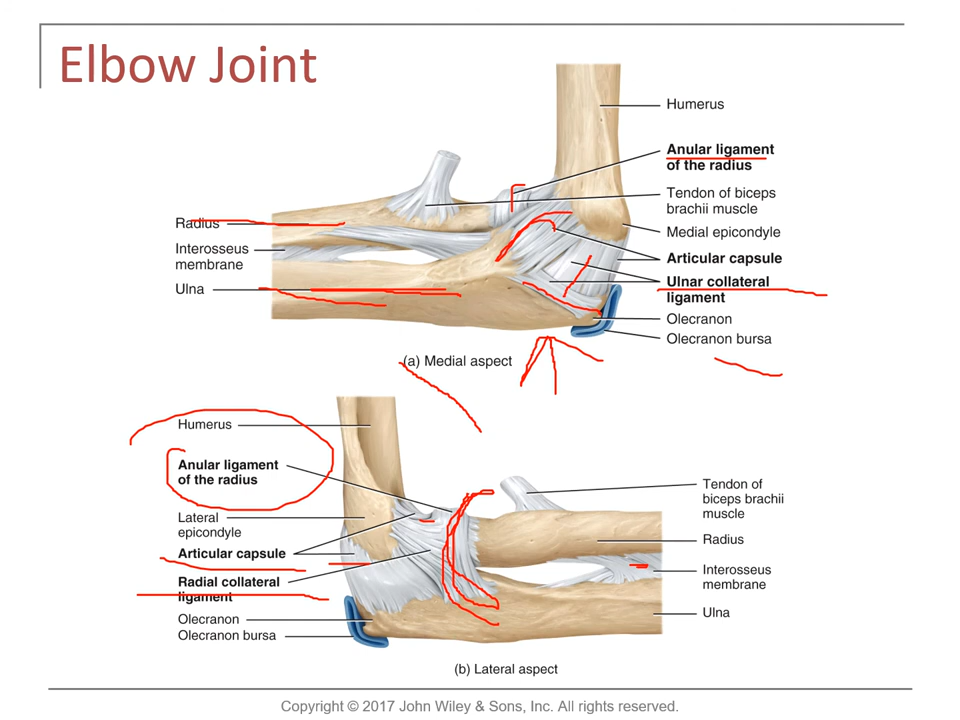 Elbow Joint
Humerus
Anular ligament
of the radius
Tendon of biceps
brachii muscle
Medial epicondyle
Articular capsule
Ulnar collateral
ligament
Olecranon
Olecranon bursa
Radius
Interosseus
membrane
Ulna
(a) Medial aspect
Humerus
Anular ligament
of the radius
Lateral
epicondyle
Articular capsule
Radial collateral
ligament
Olecranon
Olecranon bursa
Tendon of
biceps brachii
muscle
Radius
Interosseus
membrane
Ulna
(b) Lateral aspect
Copyright © 2017 John Wiley & Sons, Inc. All rights reserved.